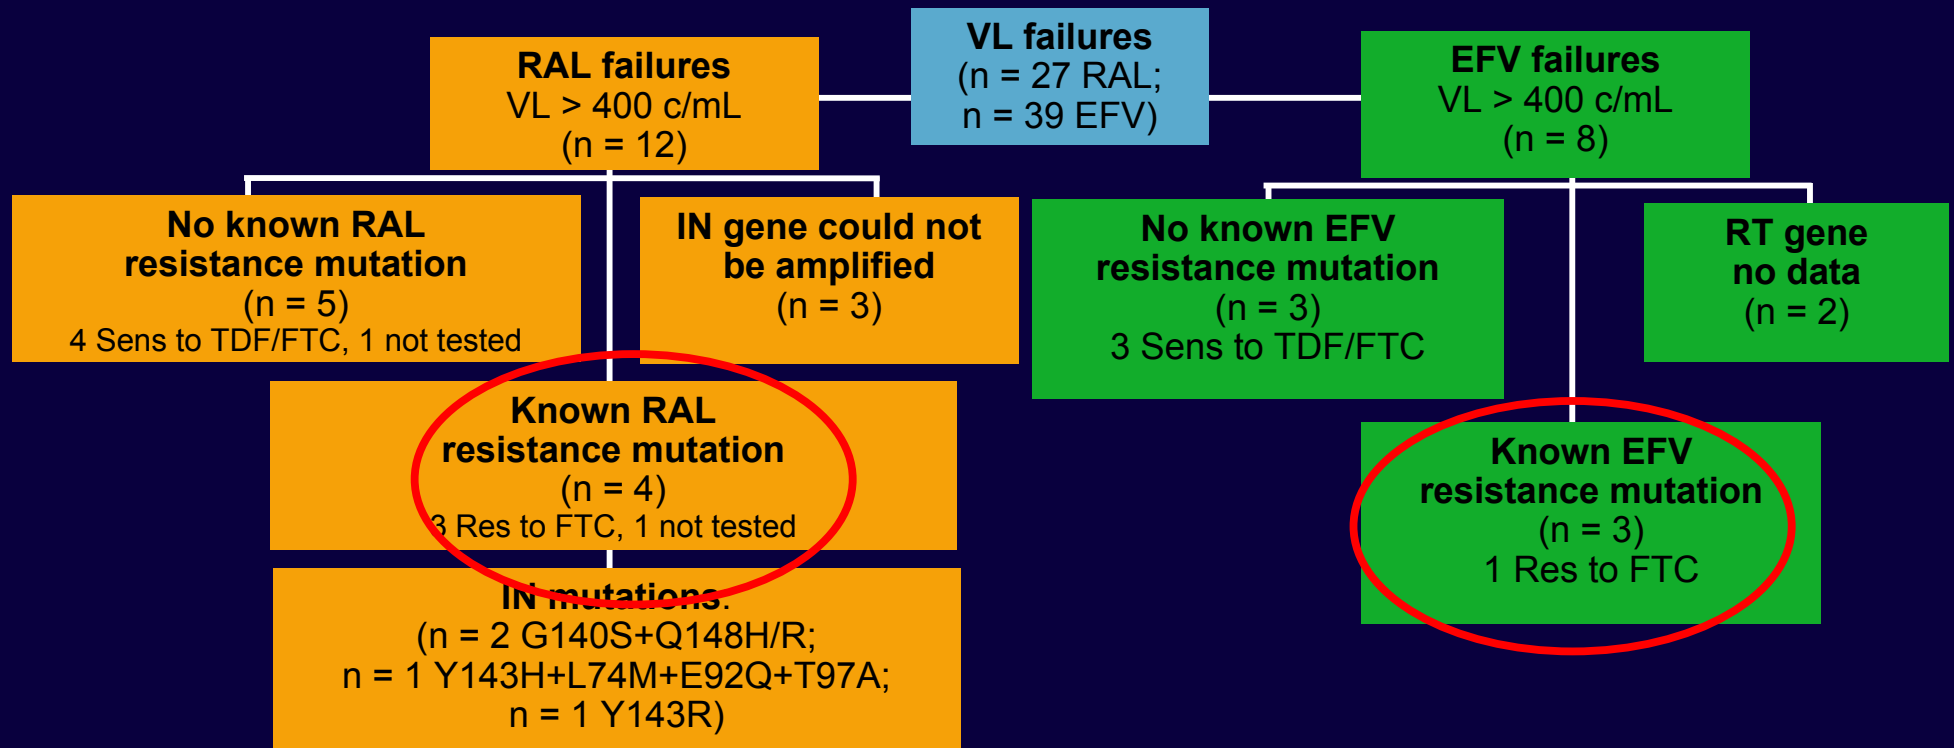 VL failures
(n = 27 RAL;
n = 39 EFV)
RAL failures
VL > 400 c/mL
(n = 12)
EFV failures
VL > 400 c/mL
(n = 8)
No known RAL
resistance mutation
(n = 5)
4 Sens to TDF/FTC, 1 not tested
IN gene could not
be amplified
(n = 3)
No known EFV
resistance mutation
(n = 3)
3 Sens to TDF/FTC
RT gene
no data
(n = 2)
Known RAL
resistance mutation
(n = 4)
3 Res to FTC, 1 not tested
Known EFV
resistance mutation
(n = 3)
1 Res to FTC
IN mutations:
(n = 2 G140S+Q148H/R;
n = 1 Y143H+L74M+E92Q+T97A;
n = 1 Y143R)